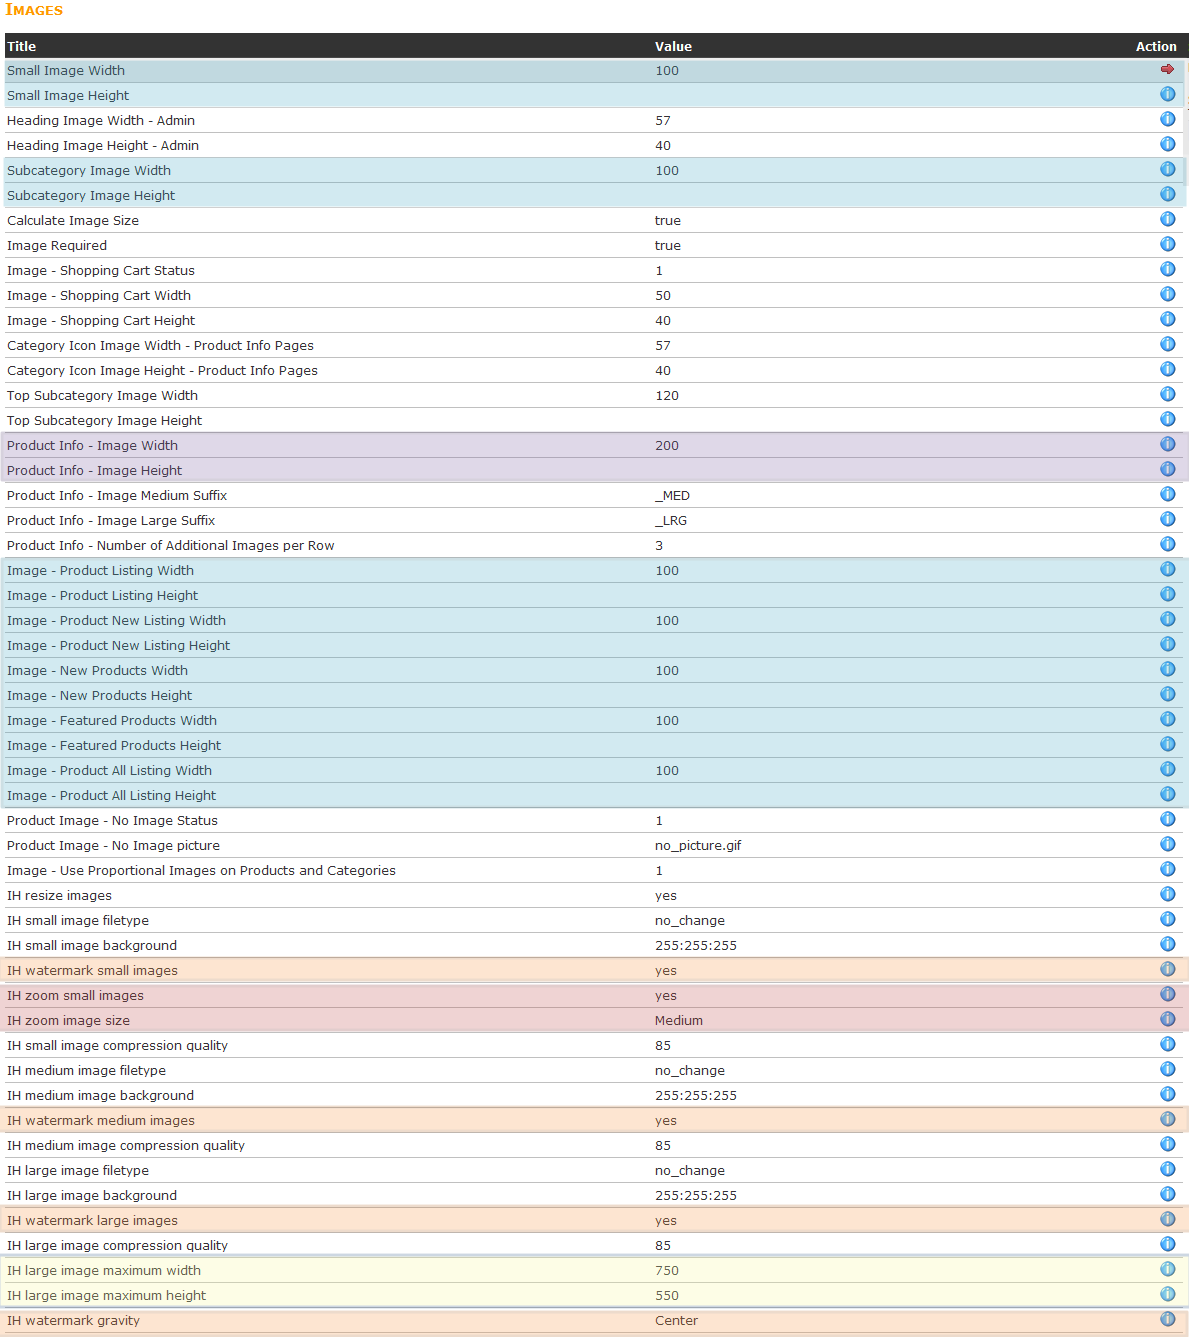 IMAGES
Title Value Action
Small Image Width 100
Small Image Height
Heading Image Width - Admin 57
Heading Image Height - Admin 40
Subcategory Image Width 100
Subcategory Image Height
Calculate Image Size true
Image Required true
Image - Shopping Cart Status 1
Image - Shopping Cart Width 50
Image - Shopping Cart Height 40
Category Icon Image Width - Product Info Pages 57
Category Icon Image Height - Product Info Pages 40
Top Subcategory Image Width 120
Top Subcategory Image Height
Product Info - Image Width 200
Product Info - Image Height
Product Info - Image Medium Suffix _MED
Product Info - Image Large Suffix _LRG
Product Info - Number of Additional Images per Row 3
Image - Product Listing Width 100
Image - Product Listing Height
Image - Product New Listing Width 100
Image - Product New Listing Height
Image - New Products Width 100
Image - New Products Height
Image - Featured Products Width 100
Image - Featured Products Height
Image - Product All Listing Width 100
Image - Product All Listing Height
Product Image - No Image Status 1
Product Image - No Image picture no_picture.gif
Image - Use Proportional Images on Products and Categories 1
IH resize images yes
IH small image filetype no_change
IH small image background 255:255:255
IH watermark small images yes
IH zoom small images yes
IH zoom image size Medium
IH small image compression quality 85
IH medium image filetype no_change
IH medium image background 255:255:255
IH watermark medium images yes
IH medium image compression quality 85
IH large image filetype no_change
IH large image background 255:255:255
IH watermark large images yes
IH large image compression quality 85
IH large image maximum width 750
IH large image maximum height 550
IH watermark gravity Center